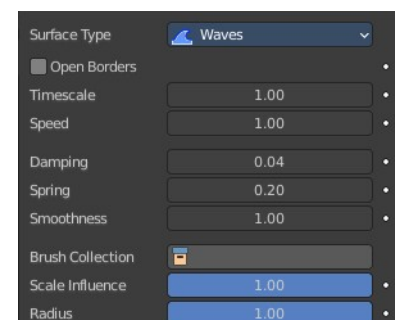 Surface Type Waves
Open Borders
Timescale 1.00
Speed 1.00
Damping 0.04
Spring 0.20
Smoothness 1.00
Brush Collection
Scale Influence 1.00
Radius 1.00